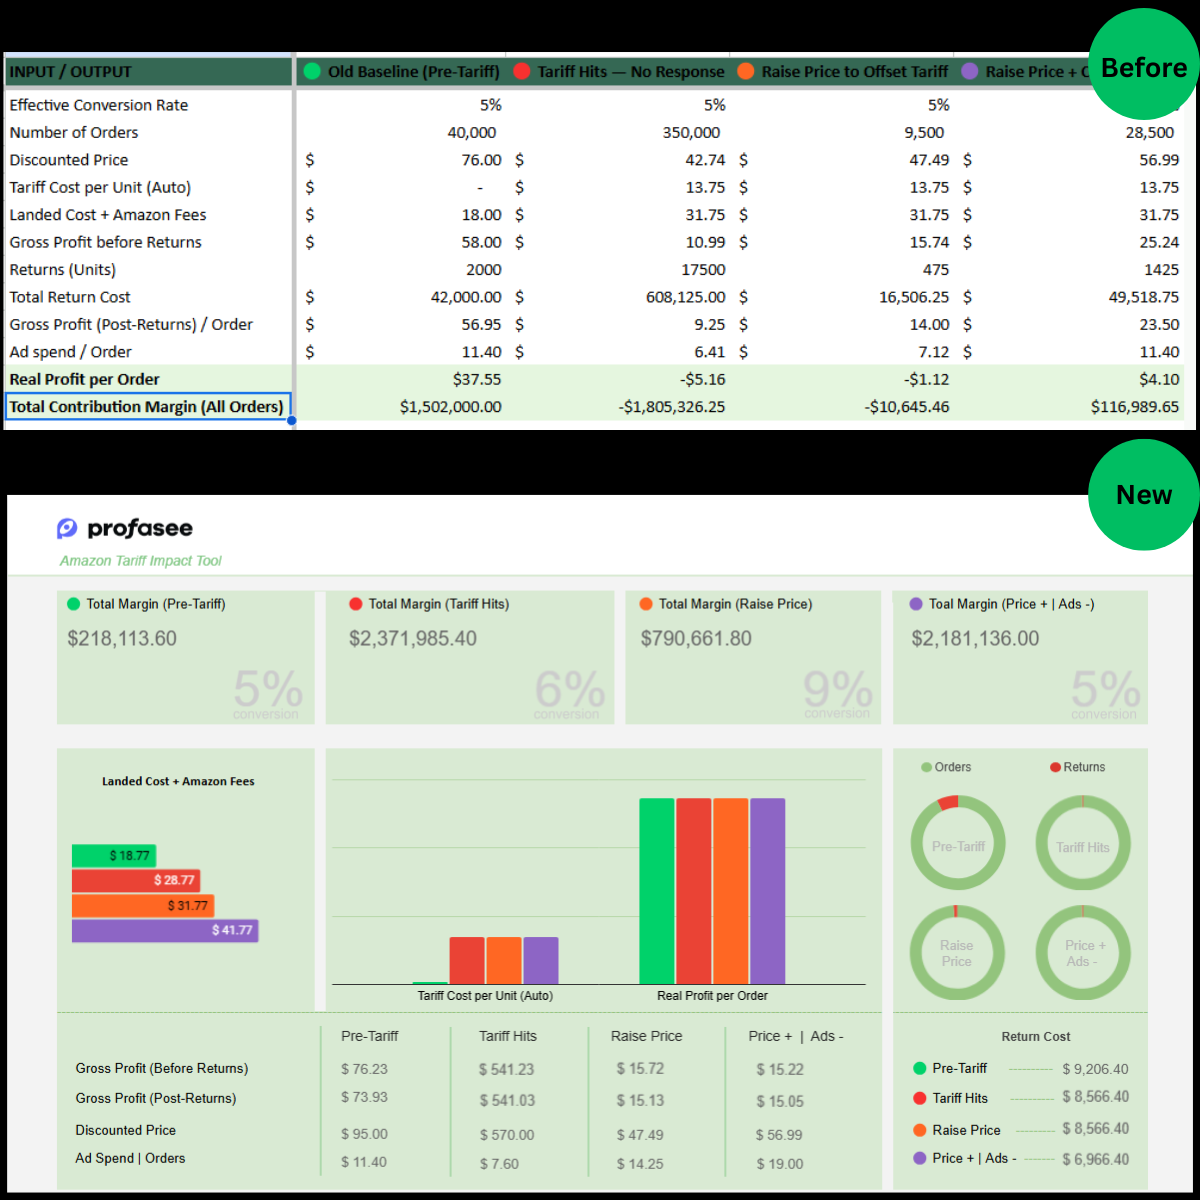 Before
INPUT / OUTPUT Old Baseline (Pre-Tariff) Tariff Hits — No Response Raise Price to Offset Tariff Raise Price +
Effective Conversion Rate 5% 5% 5%
Number of Orders 40,000 350,000 9,500 28,500
Discounted Price $ 76.00 $ 42.74 $ 47.49 $ 56.99
Tariff Cost per Unit (Auto) $ - $ 13.75 $ 13.75 $ 13.75
Landed Cost + Amazon Fees $ 18.00 $ 31.75 $ 31.75 $ 31.75
Gross Profit before Returns $ 58.00 $ 10.99 $ 15.74 $ 25.24
Returns (Units) 2000 17500 475 1425
Total Return Cost $ 42,000.00 $ 608,125.00 $ 16,506.25 $ 49,518.75
Gross Profit (Post-Returns) / Order $ 56.95 $ 9.25 $ 14.00 $ 23.50
Ad spend / Order $ 11.40 $ 6.41 $ 7.12 $ 11.40
Real Profit per Order $37.55 -$5.16 -$1.12 $4.10
Total Contribution Margin (All Orders) $1,502,000.00 -$1,805,326.25 -$10,645.46 $116,989.65
New
profasee
Amazon Tariff Impact Tool
Total Margin (Pre-Tariff) Total Margin (Tariff Hits) Total Margin (Raise Price) Toal Margin (Price + | Ads -)
$218,113.60 $2,371,985.40 $790,661.80 $2,181,136.00
5% 6% 9% 5%
conversion conversion conversion conversion
Landed Cost + Amazon Fees
$ 18.77
$ 28.77
$ 31.77
$ 41.77
Tariff Cost per Unit (Auto) Real Profit per Order
Orders Returns
Pre-Tariff Tariff Hits
Raise Price +
Price Ads -
Pre-Tariff Tariff Hits Raise Price Price + | Ads -
Gross Profit (Before Returns) $ 76.23 $ 541.23 $ 15.72 $ 15.22
Gross Profit (Post-Returns) $ 73.93 $ 541.03 $ 15.13 $ 15.05
Discounted Price $ 95.00 $ 570.00 $ 47.49 $ 56.99
Ad Spend | Orders $ 11.40 $ 7.60 $ 14.25 $ 19.00
Return Cost
Pre-Tariff ---------- $ 9,206.40
Tariff Hits ---------- $ 8,566.40
Raise Price ------- $ 8,566.40
Price + | Ads - ------- $ 6,966.40